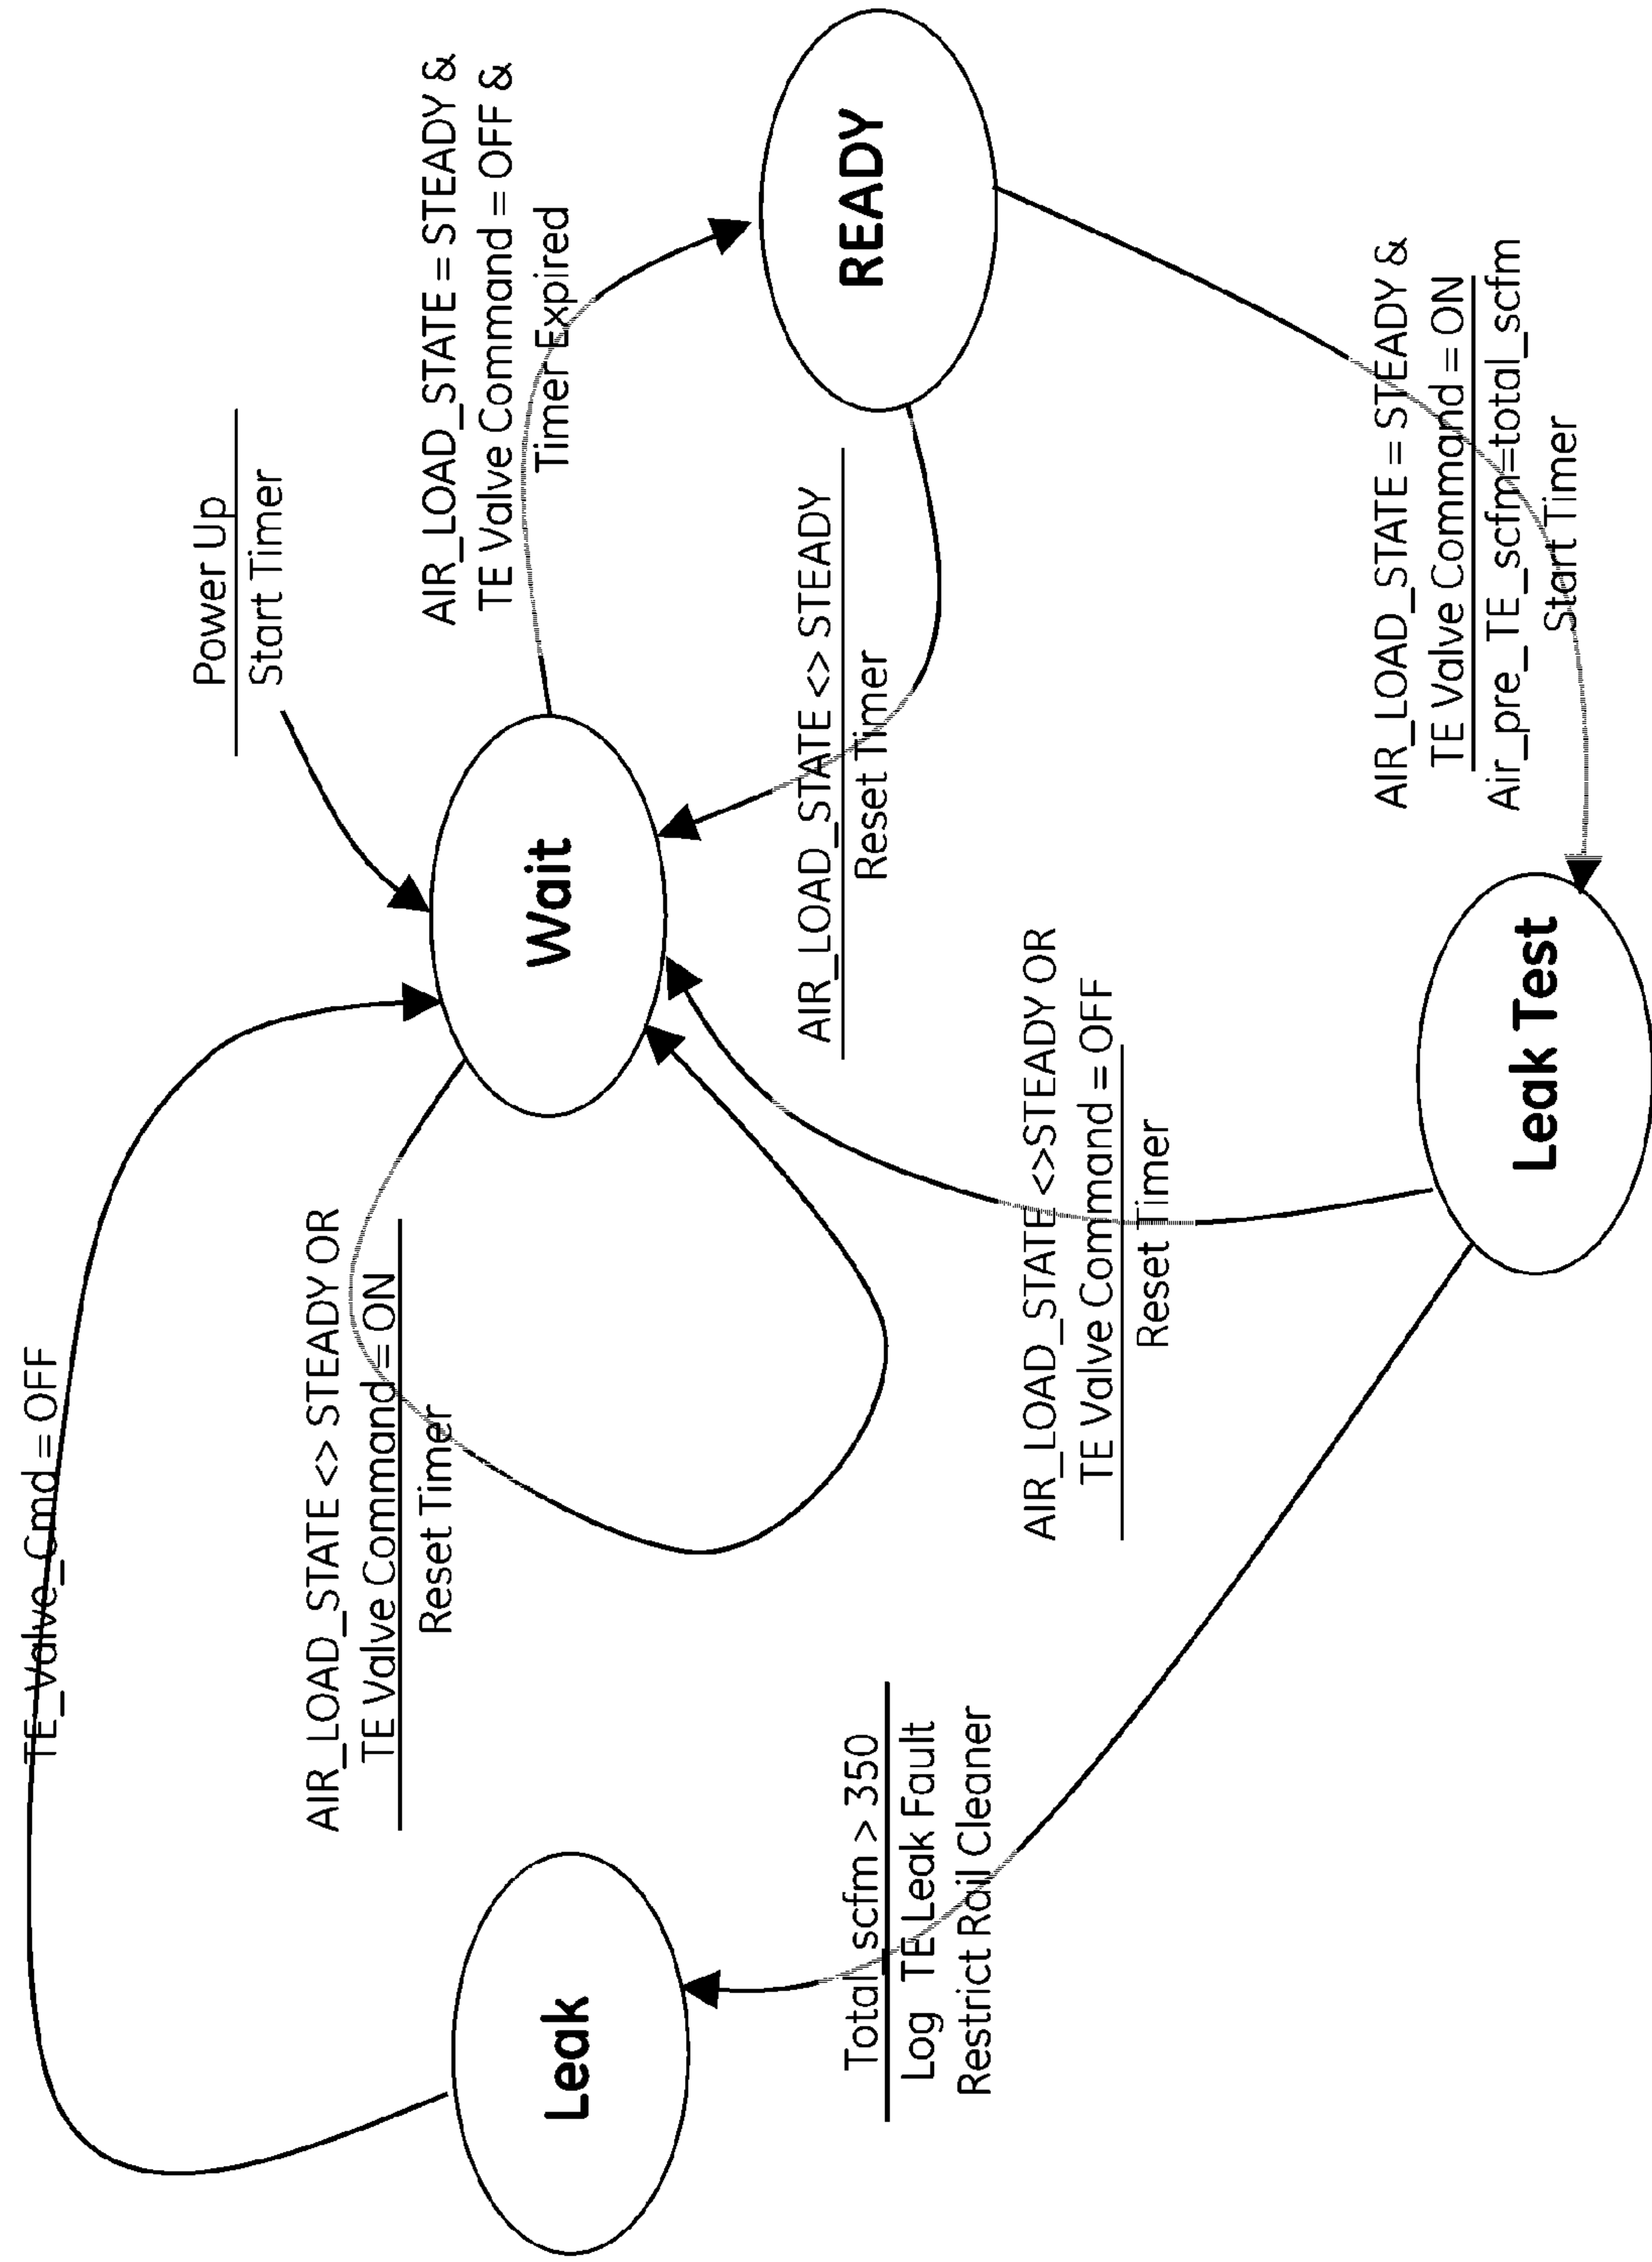 TE_Valve_Cmd = OFF
Power Up
Start Timer
AIR_LOAD_STATE <> STEADY OR
TE Valve Command = ON
Reset Timer
AIR_LOAD_STATE = STEADY &
TE Valve Command = OFF &
Timer Expired
Leak
Wait
READY
Total scfm > 350
Log TE Leak Fault
Restrict Rail Cleaner
AIR_LOAD_STATE <> STEADY
Reset Timer
AIR_LOAD_STATE <>STEADY OR
TE Valve Command = OFF
Reset Timer
AIR_LOAD_STATE = STEADY &
TE Valve Command = ON
Air_pre_TE_scfm=total_scfm
Start Timer
Leak Test